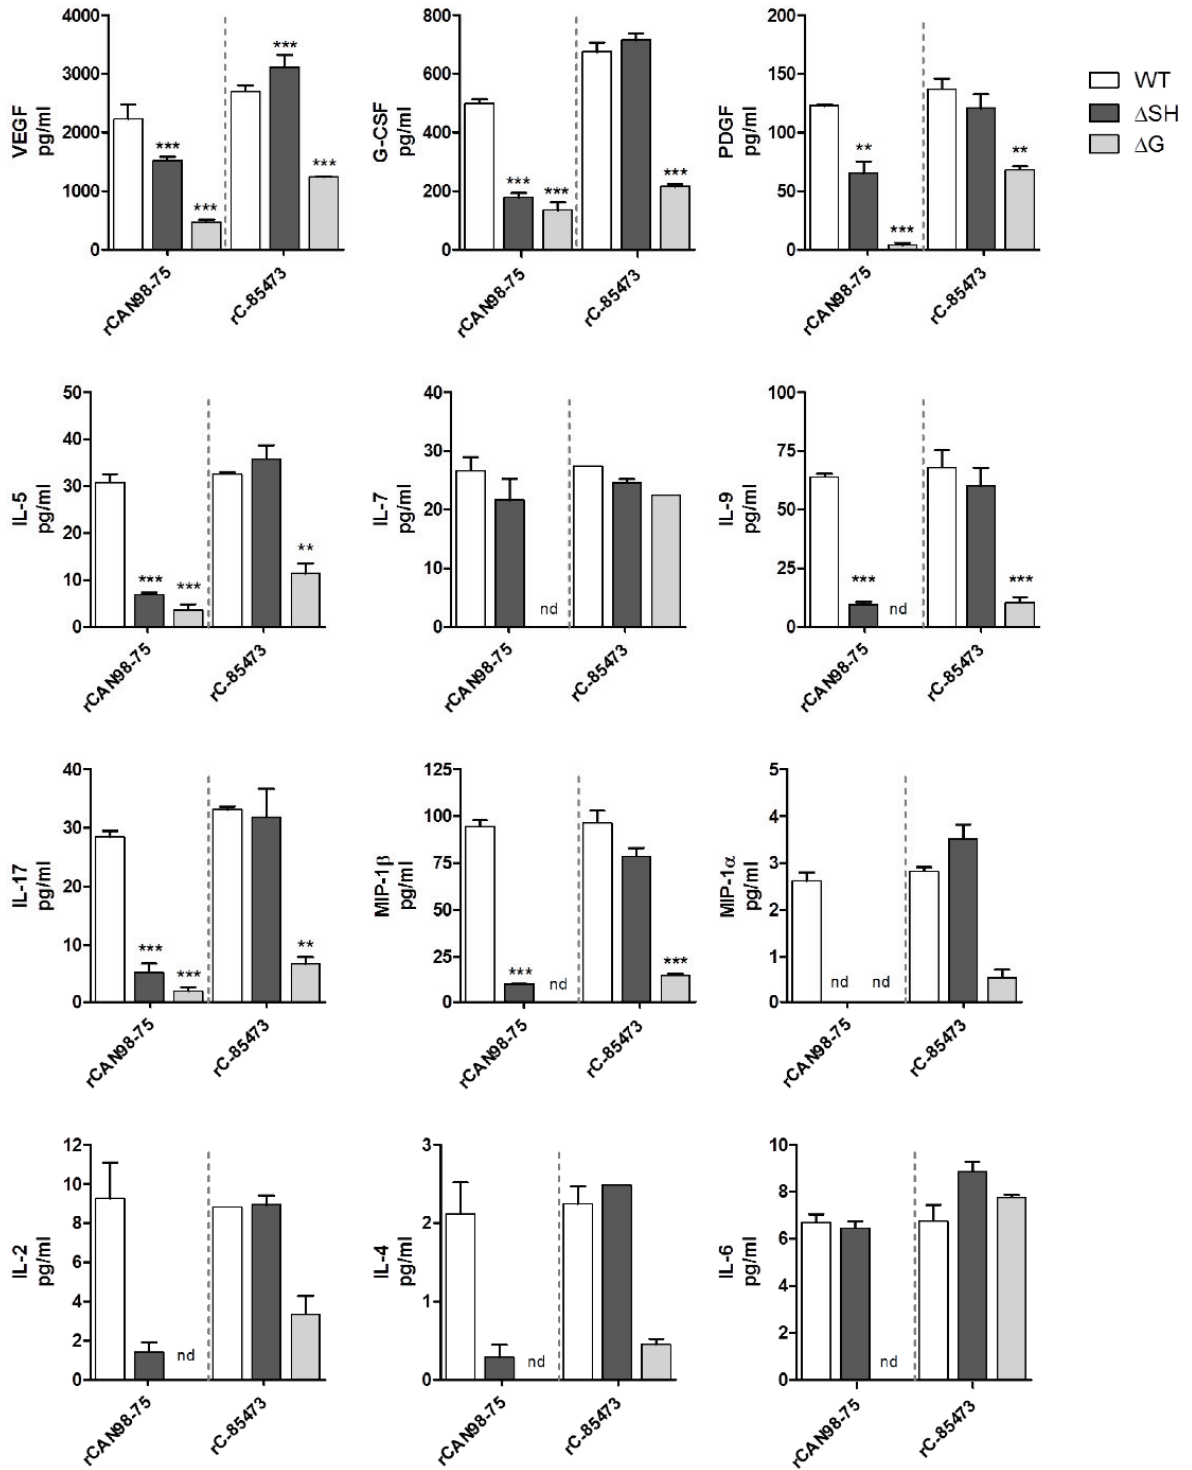 VEGF
pg/ml
4000
3000
2000
1000
0
***
***
***
***
rCAN98-75
rC-85473
G-CSF
pg/ml
800
600
400
200
0
***
***
***
rCAN98-75
rC-85473
PDGF
pg/ml
200
150
100
50
0
**
***
**
rCAN98-75
rC-85473
WT
ΔSH
ΔG
IL-5
pg/ml
50
40
30
20
10
0
***
***
**
rCAN98-75
rC-85473
IL-7
pg/ml
40
30
20
10
0
nd
rCAN98-75
rC-85473
IL-9
pg/ml
100
75
50
25
0
***
nd
***
rCAN98-75
rC-85473
IL-17
pg/ml
40
30
20
10
0
***
***
**
rCAN98-75
rC-85473
MIP-1β
pg/ml
125
100
75
50
25
0
***
nd
***
rCAN98-75
rC-85473
MIP-1α
pg/ml
5
4
3
2
1
0
nd
nd
rCAN98-75
rC-85473
IL-2
pg/ml
12
10
8
6
4
2
0
nd
rCAN98-75
rC-85473
IL-4
pg/ml
3
2
1
0
nd
rCAN98-75
rC-85473
IL-6
pg/ml
10
8
6
4
2
0
nd
rCAN98-75
rC-85473